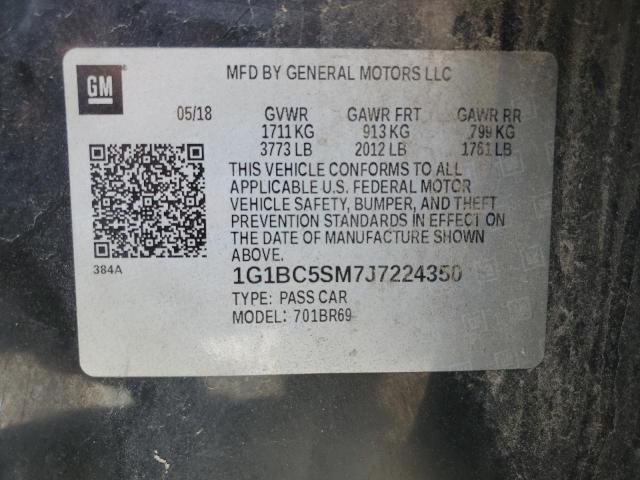 GM
MFD BY GENERAL MOTORS LLC
05/18 GVWR GAWR FRT GAWR RR
1711 KG 913 KG 799 KG
3773 LB 2012 LB 1761 LB
THIS VEHICLE CONFORMS TO ALL
APPLICABLE U.S. FEDERAL MOTOR
VEHICLE SAFETY, BUMPER, AND THEFT
PREVENTION STANDARDS IN EFFECT ON
THE DATE OF MANUFACTURE SHOWN
ABOVE.
384A
1G1BC5SM7J7224350
TYPE: PASS CAR
MODEL: 701BR69